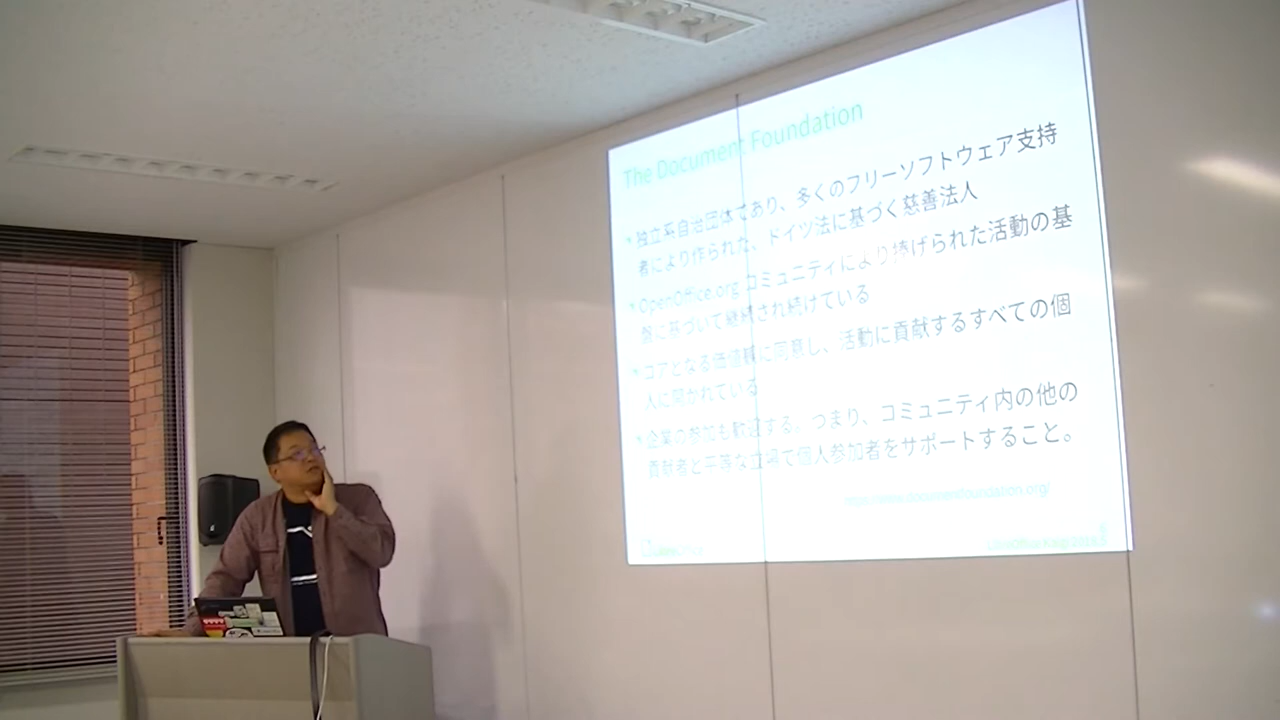 The Document Foundation
• 独立系自治団体であり、多くのフリーソフトウェア支持
者により作られた、ドイツ法に基づく慈善法人
• OpenOffice.org コミュニティにより捧げられた活動の基
盤に基づいて継続され続けている
• コアとなる価値観に同意し、活動に貢献するすべての個
人に開かれている
• 企業の参加も歓迎する。つまり、コミュニティ内の他の
貢献者と平等な立場で個人参加者をサポートすること。
https://www.documentfoundation.org/
LibreOffice